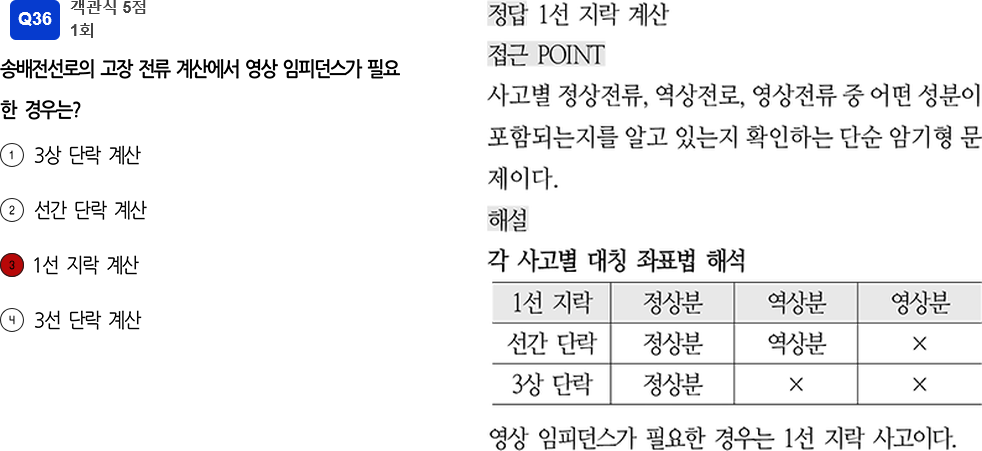 Q36
객관식 5점
1회
송배전선로의 고장 전류 계산에서 영상 임피던스가 필요
한 경우는?
① 3상 단락 계산
② 선간 단락 계산
③ 1선 지락 계산
④ 3선 단락 계산
정답 1선 지락 계산
접근 POINT
사고별 정상전류, 역상전로, 영상전류 중 어떤 성분이
포함되는지를 알고 있는지 확인하는 단순 암기형 문
제이다.
해설
각 사고별 대칭 좌표법 해석
1선 지락 정상분 역상분 영상분
선간 단락 정상분 역상분 ×
3상 단락 정상분 × ×
영상 임피던스가 필요한 경우는 1선 지락 사고이다.